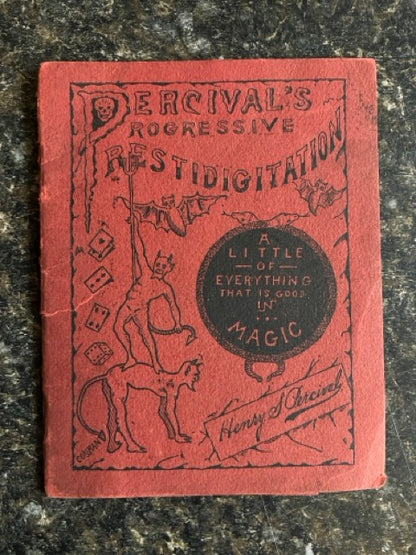 PERCIVAL'S
PROGRESSIVE
PRESTIDIGITATION
A
LITTLE
— OF —
EVERYTHING
THAT IS GOOD
IN
MAGIC
Henry S. Percival